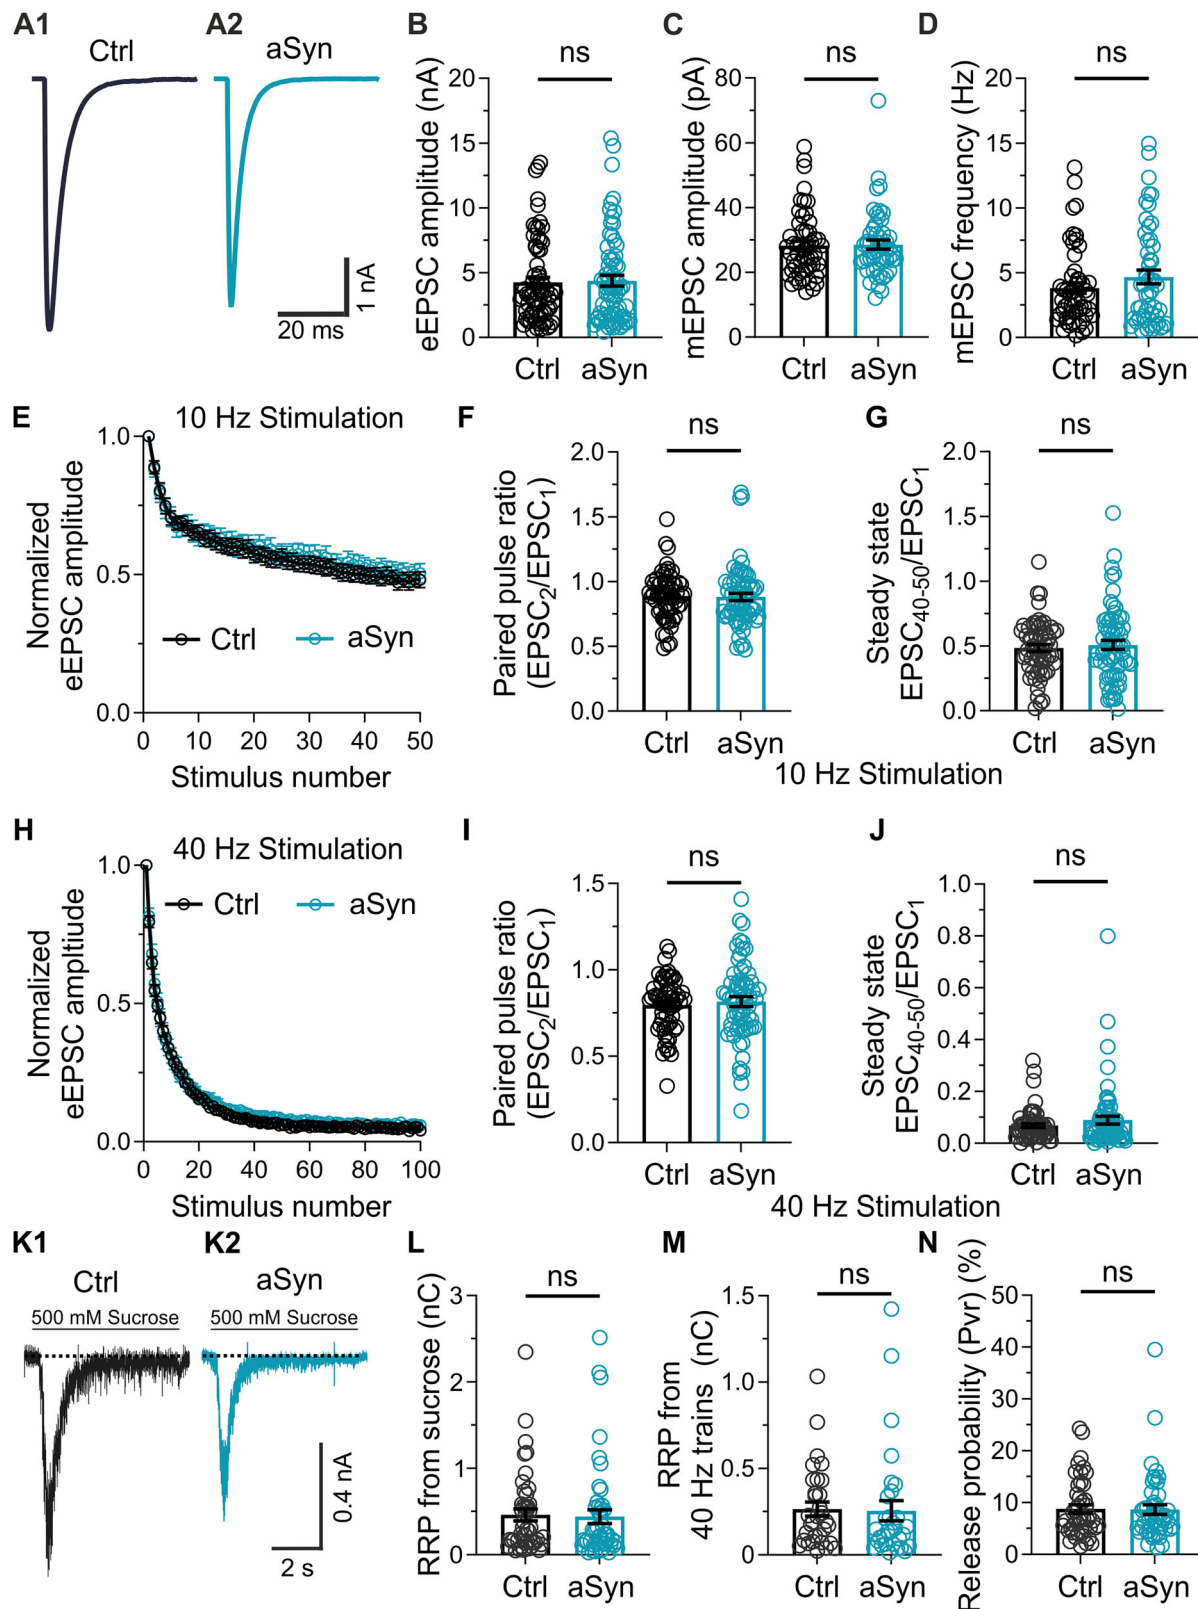 A1
Ctrl
A2
aSyn
1 nA
20 ms
B
ns
eEPSC amplitude (nA)
20
15
10
5
0
Ctrl aSyn
C
ns
mEPSC amplitude (pA)
80
60
40
20
0
Ctrl aSyn
D
ns
mEPSC frequency (Hz)
20
15
10
5
0
Ctrl aSyn
E
10 Hz Stimulation
Normalized
eEPSC amplitude
1.0
0.5
0.0
Ctrl aSyn
0 10 20 30 40 50
Stimulus number
F
ns
Paired pulse ratio
(EPSC2/EPSC1)
2.0
1.5
1.0
0.5
0.0
Ctrl aSyn
G
ns
Steady state
EPSC40-50/EPSC1
2.0
1.5
1.0
0.5
0.0
Ctrl aSyn
10 Hz Stimulation
H
40 Hz Stimulation
Normalized
eEPSC ampltiude
1.0
0.5
0.0
Ctrl aSyn
0 20 40 60 80 100
Stimulus number
I
ns
Paired pulse ratio
(EPSC2/EPSC1)
1.5
1.0
0.5
0.0
Ctrl aSyn
J
ns
Steady state
EPSC40-50/EPSC1
1.0
0.8
0.6
0.4
0.2
0.0
Ctrl aSyn
40 Hz Stimulation
K1
Ctrl
500 mM Sucrose
K2
aSyn
500 mM Sucrose
0.4 nA
2 s
L
ns
RRP from sucrose (nC)
3
2
1
0
Ctrl aSyn
M
ns
RRP from
40 Hz trains (nC)
1.5
1.0
0.5
0
Ctrl aSyn
N
ns
Release probability (Pvr) (%)
50
40
30
20
10
0
Ctrl aSyn